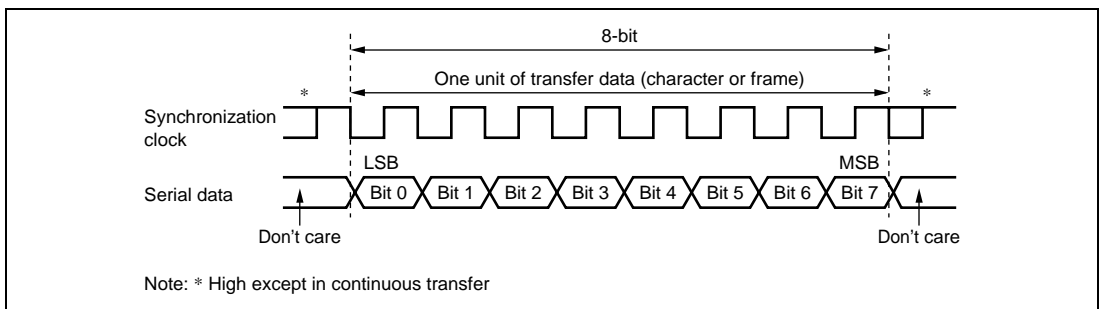 8-bit
One unit of transfer data (character or frame)
* *
Synchronization
clock
LSB MSB
Serial data Bit 0 Bit 1 Bit 2 Bit 3 Bit 4 Bit 5 Bit 6 Bit 7
Don't care Don't care
Note: * High except in continuous transfer